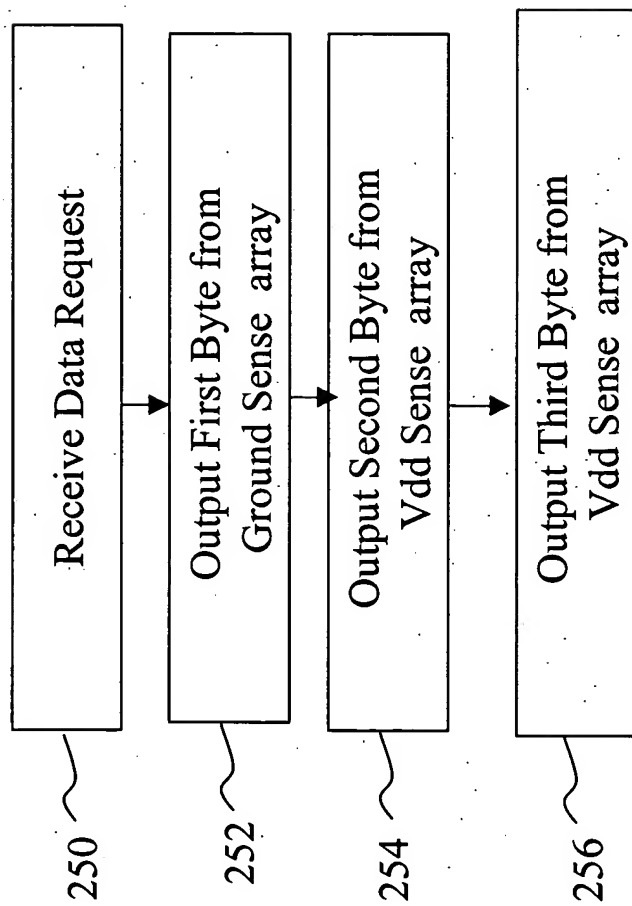 250
Receive Data Request
252
Output First Byte from
Ground Sense array
254
Output Second Byte from
Vdd Sense array
256
Output Third Byte from
Vdd Sense array